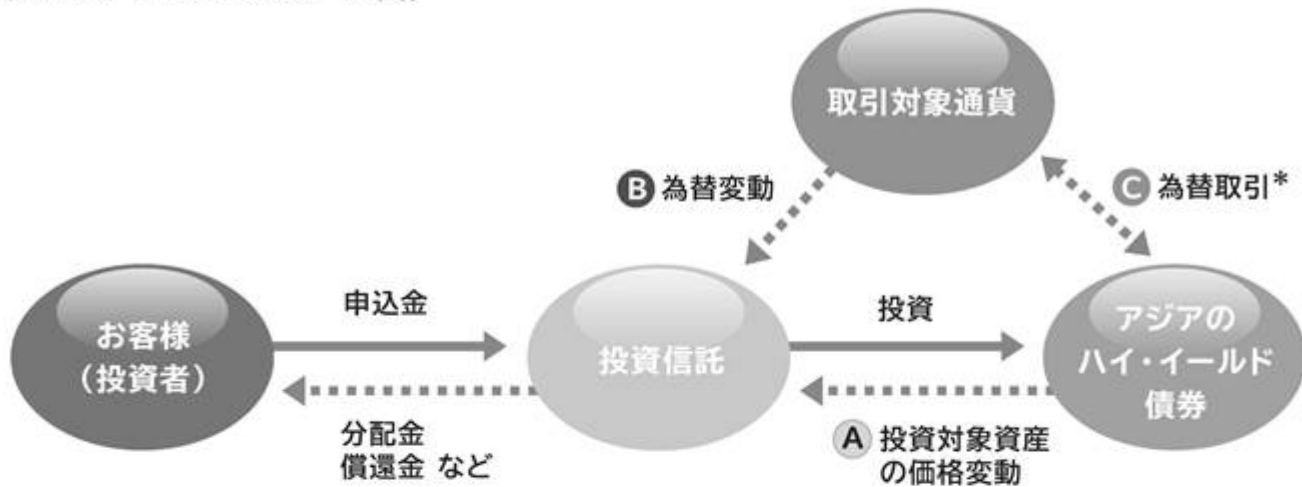 取引対象通貨
B 為替変動
C 為替取引*
お客様
（投資者）
申込金
投資信託
投資
アジアの
ハイ・イールド
債券
分配金
償還金 など
A 投資対象資産
の価格変動